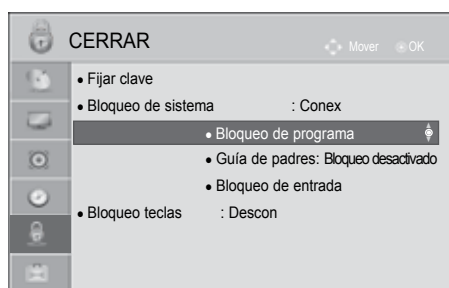 CERRAR
Mover OK
• Fijar clave
• Bloqueo de sistema : Conex
• Bloqueo de programa
• Guía de padres: Bloqueo desactivado
• Bloqueo de entrada
• Bloqueo teclas : Descon